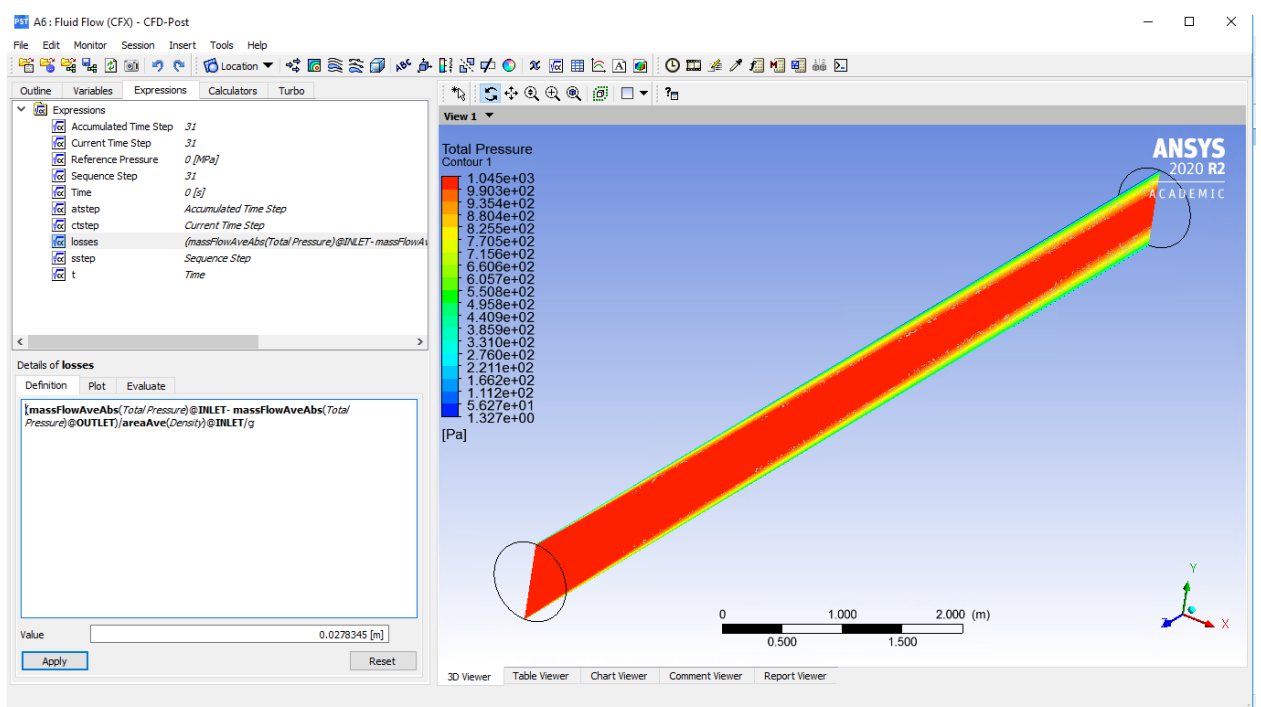 A6 : Fluid Flow (CFX) - CFD-Post
File Edit Monitor Session Insert Tools Help
Location
Outline Variables Expressions Calculators Turbo
Expressions
Accumulated Time Step 31
Current Time Step 31
Reference Pressure 0 [MPa]
Sequence Step 31
Time 0 [s]
atstep Accumulated Time Step
ctstep Current Time Step
losses (massFlowAveAbs(Total Pressure)@INLET- massFlowAv
sstep Sequence Step
t Time
Details of losses
Definition Plot Evaluate
(massFlowAveAbs(Total Pressure)@INLET- massFlowAveAbs(Total
Pressure)@OUTLET)/areaAve(Density)@INLET/g
Value 0.0278345 [m]
Apply Reset
View 1
Total Pressure
Contour 1
1.045e+03
9.903e+02
9.354e+02
8.804e+02
8.255e+02
7.705e+02
7.156e+02
6.606e+02
6.057e+02
5.508e+02
4.958e+02
4.409e+02
3.859e+02
3.310e+02
2.760e+02
2.211e+02
1.662e+02
1.112e+02
5.627e+01
1.327e+00
[Pa]
ANSYS
2020 R2
ACADEMIC
0 1.000 2.000 (m)
0.500 1.500
Y
Z X
3D Viewer Table Viewer Chart Viewer Comment Viewer Report Viewer